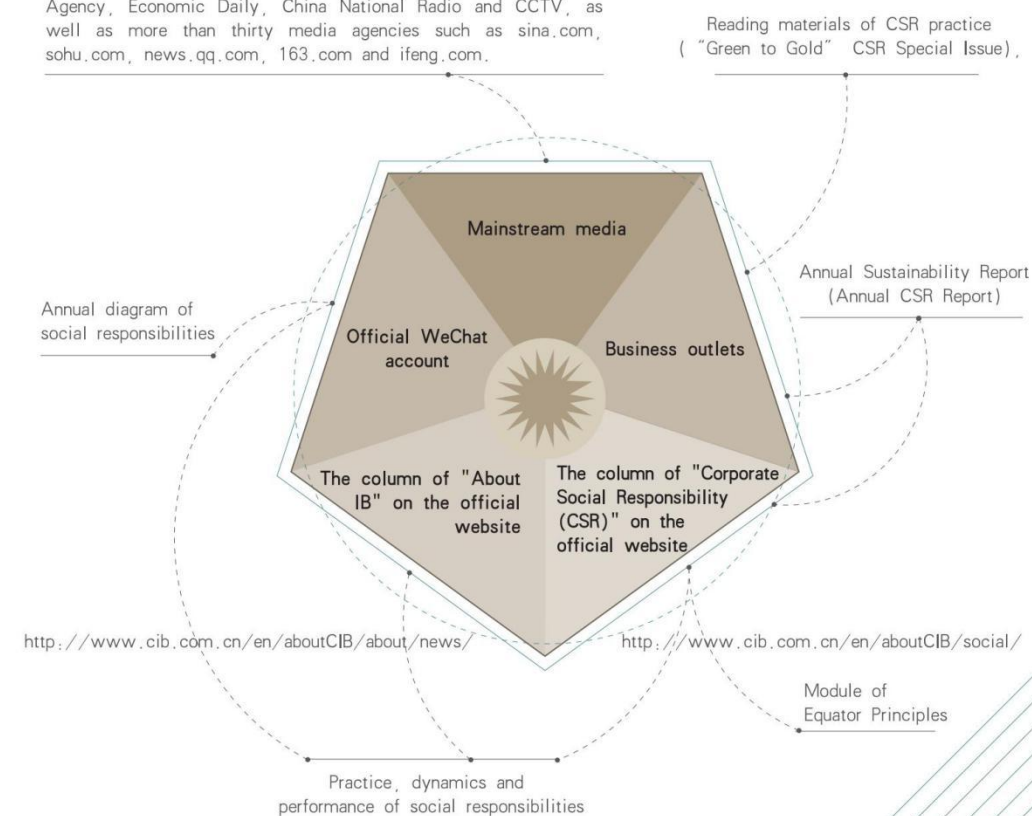 Agency, Economic Daily, China National Radio and CCTV, as
well as more than thirty media agencies such as sina.com,
sohu.com, news.qq.com, 163.com and ifeng.com.
Reading materials of CSR practice
( “Green to Gold” CSR Special Issue),
Mainstream media
Annual Sustainability Report
(Annual CSR Report)
Annual diagram of
social responsibilities
Official WeChat
account
Business outlets
The column of "About
IB" on the official
website
The column of "Corporate
Social Responsibility
(CSR)" on the
official website
http://www.cib.com.cn/en/aboutCIB/about/news/
http://www.cib.com.cn/en/aboutCIB/social/
Module of
Equator Principles
Practice, dynamics and
performance of social responsibilities